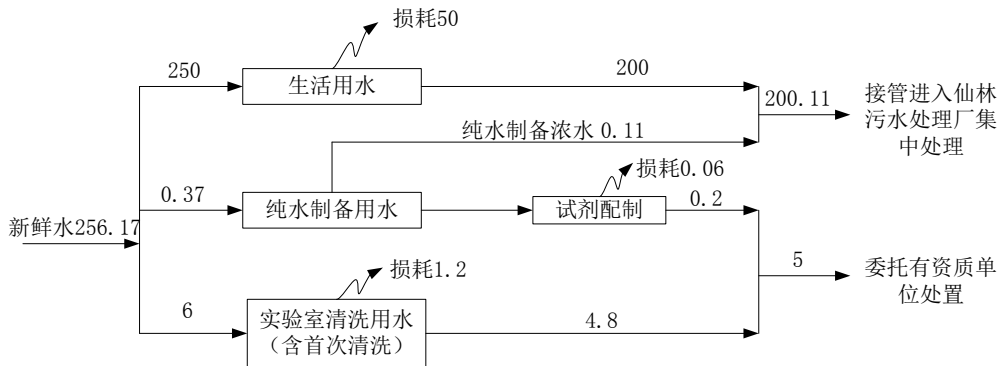 损耗50
250
生活用水
200
200.11
接管进入仙林
污水处理厂集
中处理
纯水制备浓水 0.11
损耗0.06
0.37
纯水制备用水
试剂配制
0.2
新鲜水256.17
损耗1.2
5
委托有资质单
位处置
6
实验室清洗用水
（含首次清洗）
4.8